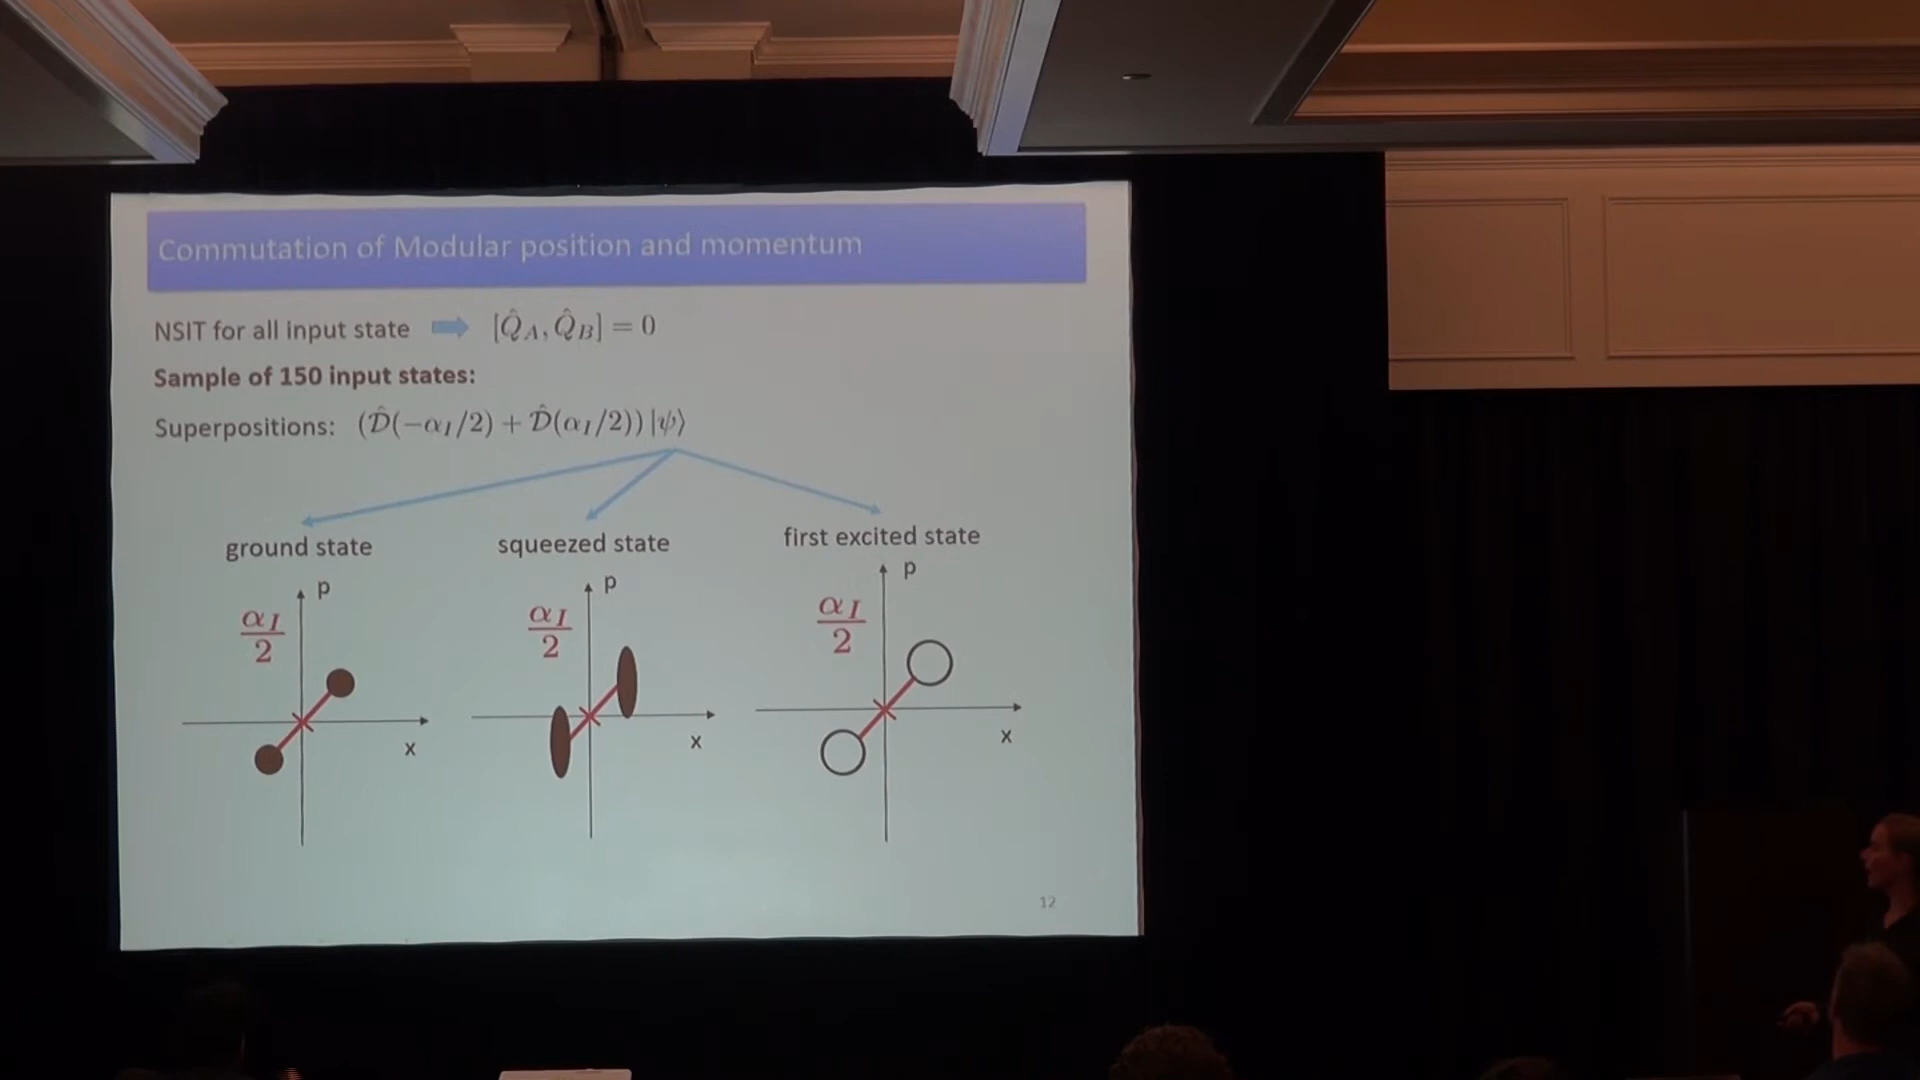 Commutation of Modular position and momentum
NSIT for all input state [Q̂_A, Q̂_B] = 0
Sample of 150 input states:
Superpositions: (D̂(−α_I/2) + D̂(α_I/2)) |ψ⟩
ground state squeezed state first excited state
p p p
α_I/2 α_I/2 α_I/2
x x x
12